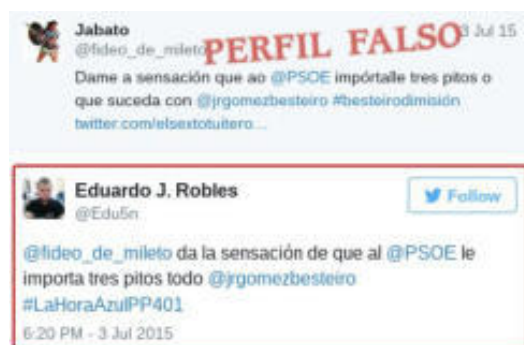 Jabato
@fideo_de_mileto
PERFIL FALSO
3 Jul 15
Dame a sensación que ao @PSOE impórtalle tres pitos o
que suceda con @jrgomezbesteiro #besteirodimisión
twitter.com/elsextotuitero...
Eduardo J. Robles
Follow
@Edu5n
@fideo_de_mileto da la sensación de que al @PSOE le
importa tres pitos todo @jrgomezbesteiro
#LaHoraAzulPP401
6:20 PM - 3 Jul 2015